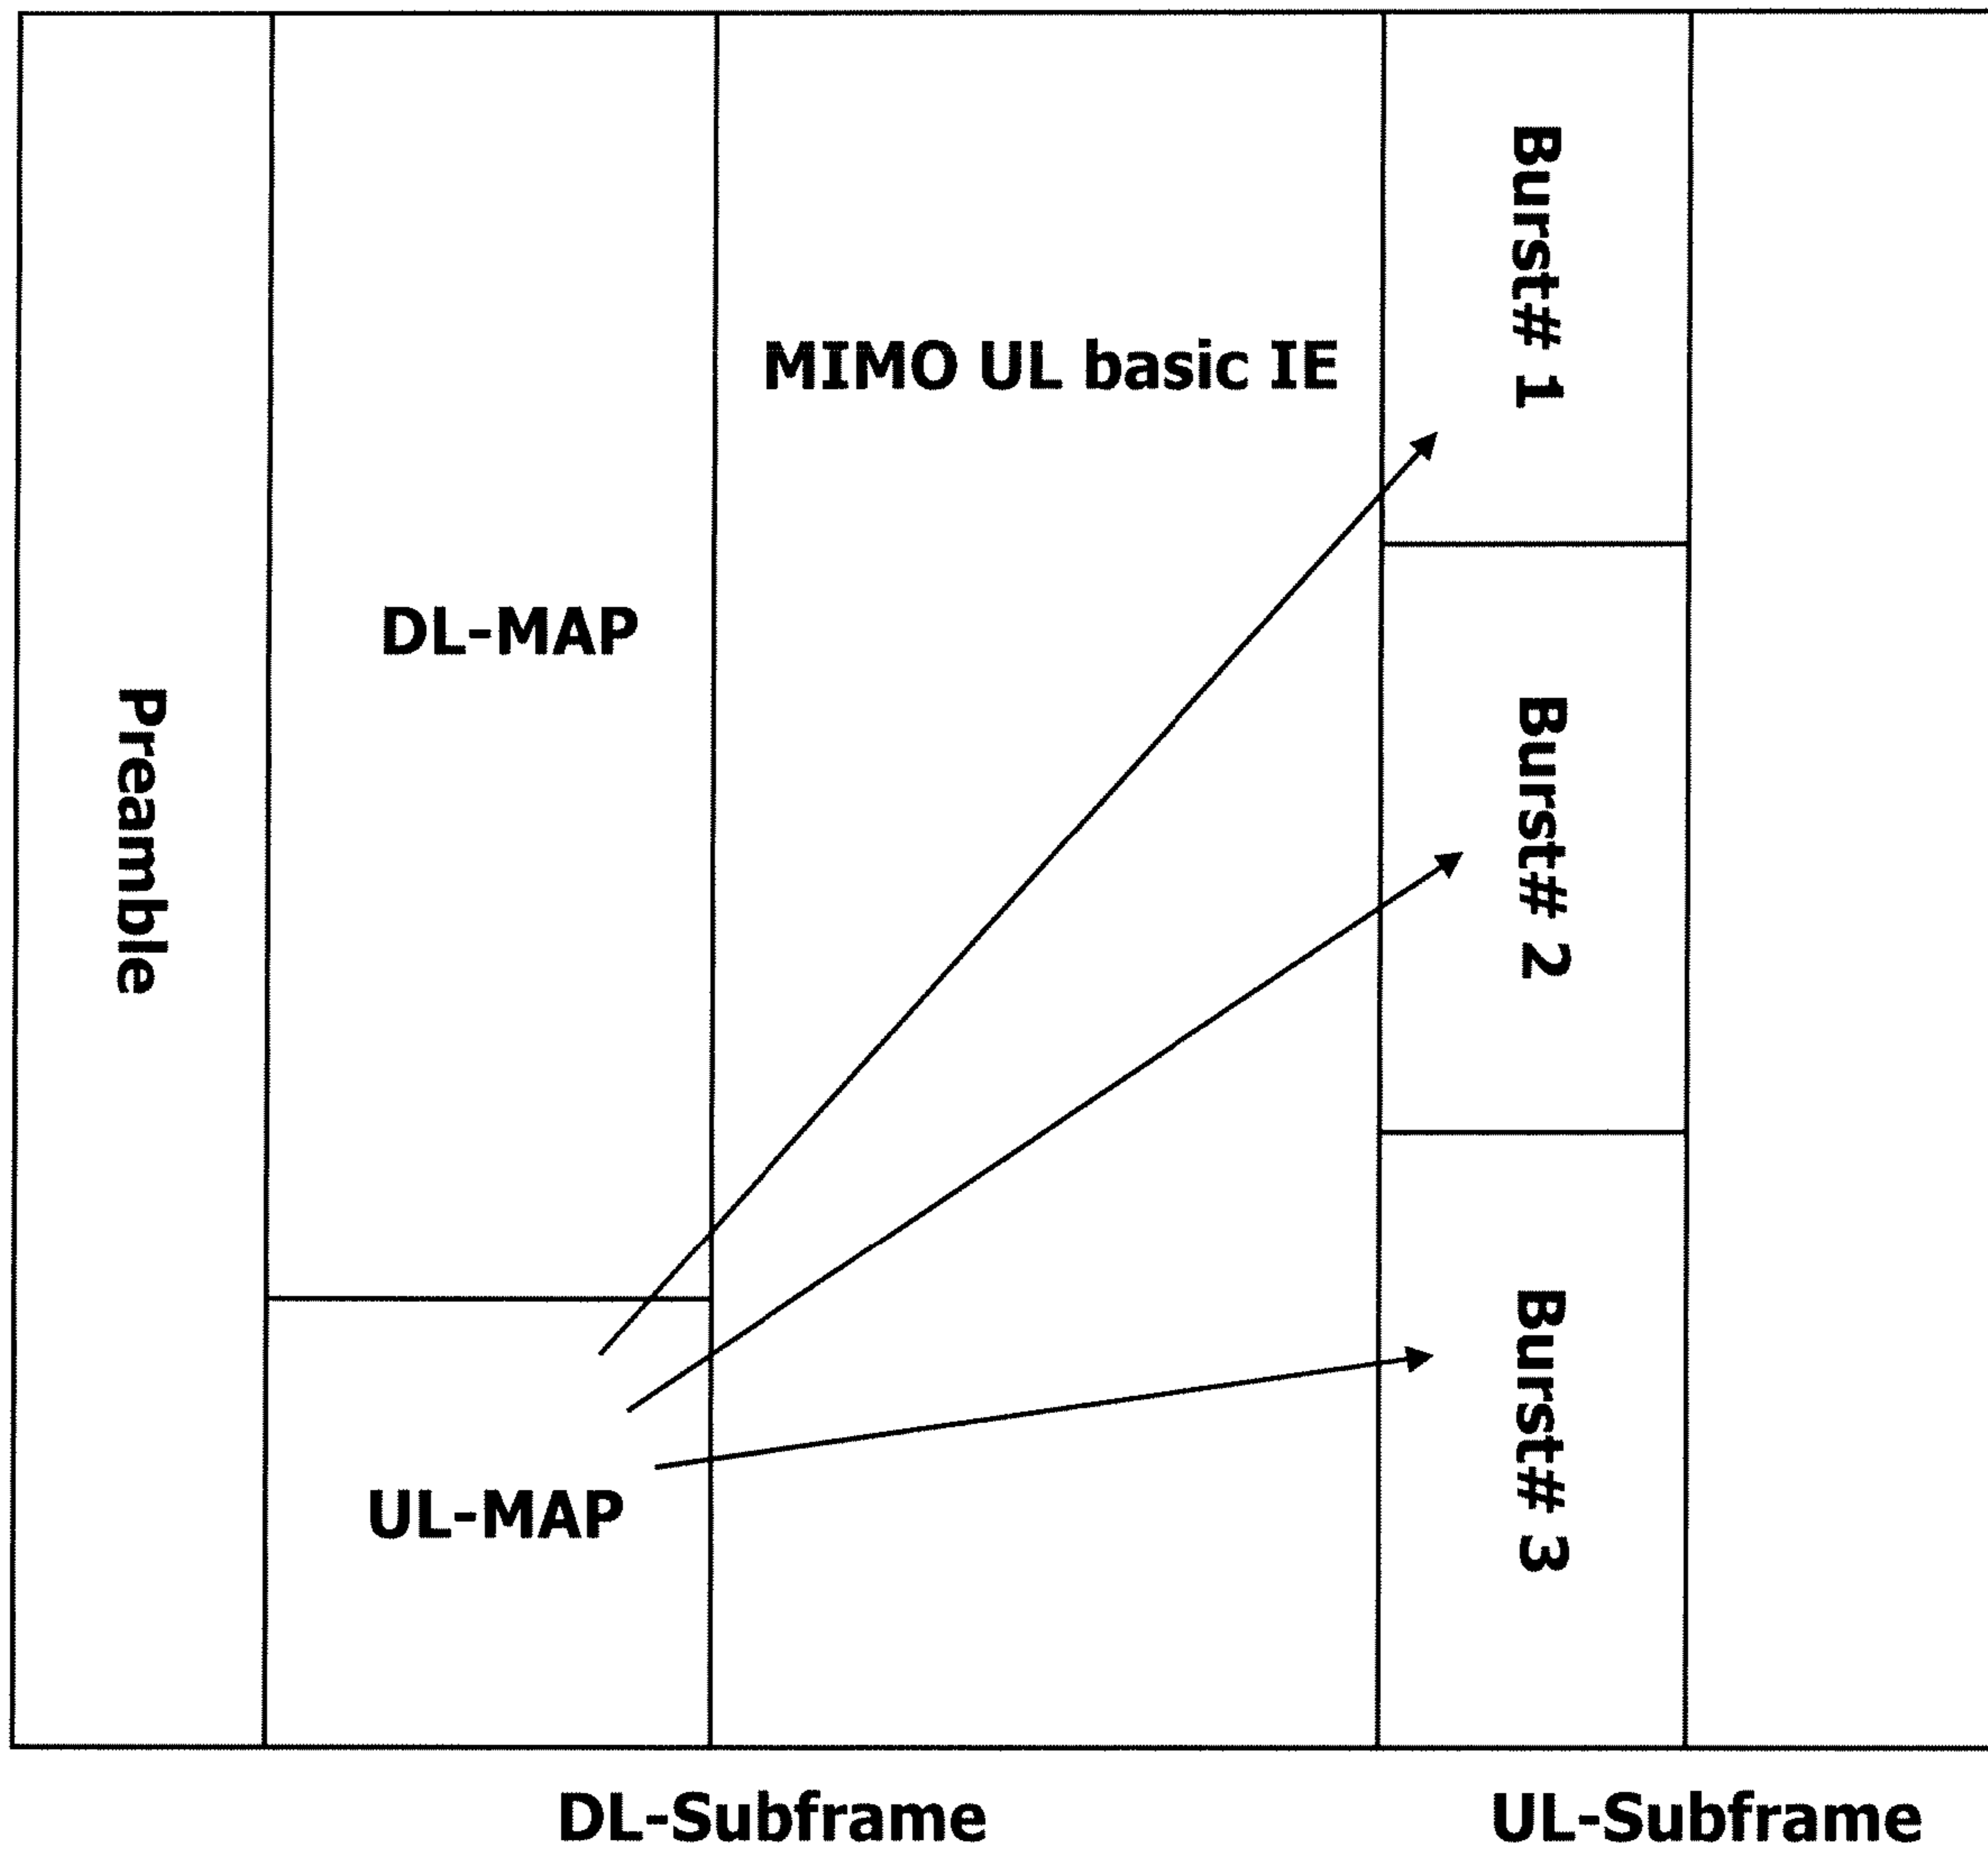 Preamble
DL-MAP
UL-MAP
MIMO UL basic IE
Burst# 1
Burst# 2
Burst# 3
DL-Subframe
UL-Subframe